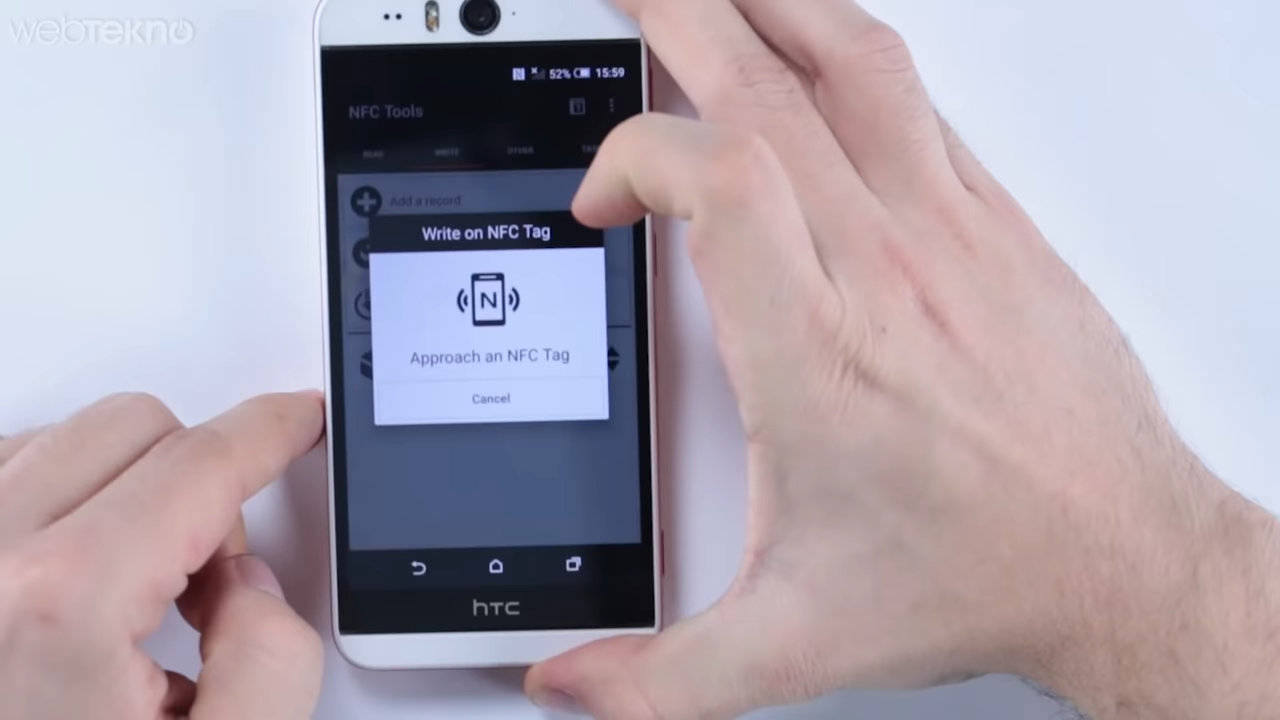 webtekno
52% 15:59
NFC Tools
READ WRITE OTHER
Add a record
Write on NFC Tag
N
Approach an NFC Tag
Cancel
hTC